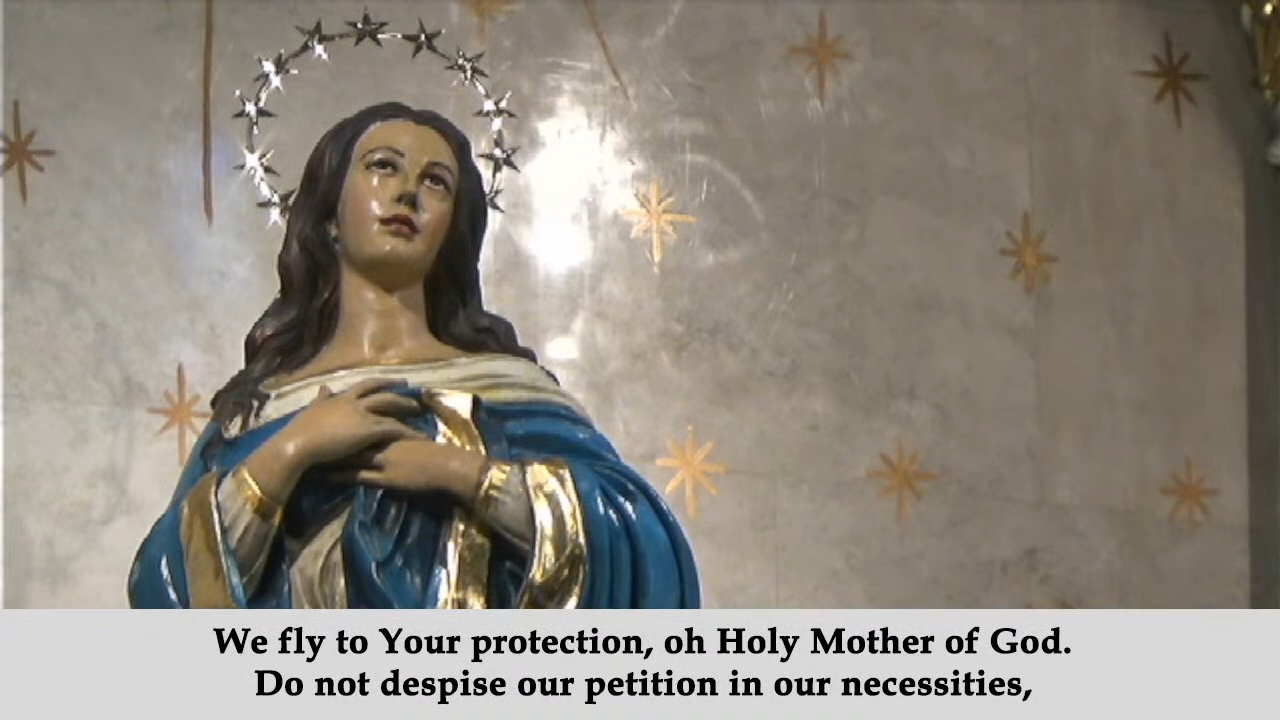 We fly to Your protection, oh Holy Mother of God.
Do not despise our petition in our necessities,